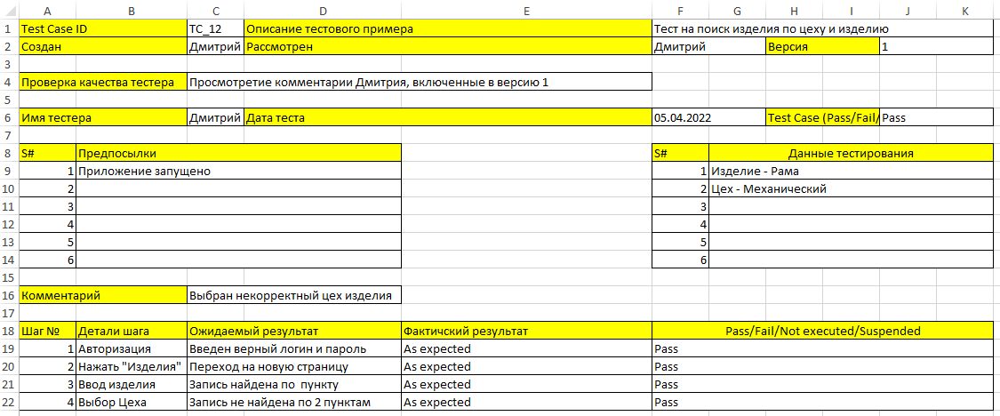 A B C D E F G H I J K
1 Test Case ID TC_12 Описание тестового примера Тест на поиск изделия по цеху и изделию
2 Создан Дмитрий Рассмотрен Дмитрий Версия 1
3
4 Проверка качества тестера Просмотретие комментарии Дмитрия, включенные в версию 1
5
6 Имя тестера Дмитрий Дата теста 05.04.2022 Test Case (Pass/Fail/ Pass
7
8 S# Предпосылки S# Данные тестирования
9 1 Приложение запущено 1 Изделие - Рама
10 2 2 Цех - Механический
11 3 3
12 4 4
13 5 5
14 6 6
15
16 Комментарий Выбран некорректный цех изделия
17
18 Шаг № Детали шага Ожидаемый результат Фактичский результат Pass/Fail/Not executed/Suspended
19 1 Авторизация Введен верный логин и пароль As expected Pass
20 2 Нажать "Изделия" Переход на новую страницу As expected Pass
21 3 Ввод изделия Запись найдена по пункту As expected Pass
22 4 Выбор Цеха Запись не найдена по 2 пунктам As expected Pass